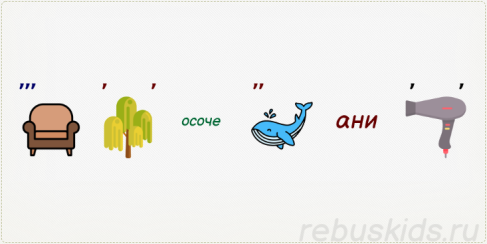 ,,, , , осоче ,, ани , ,
rebuskids.ru